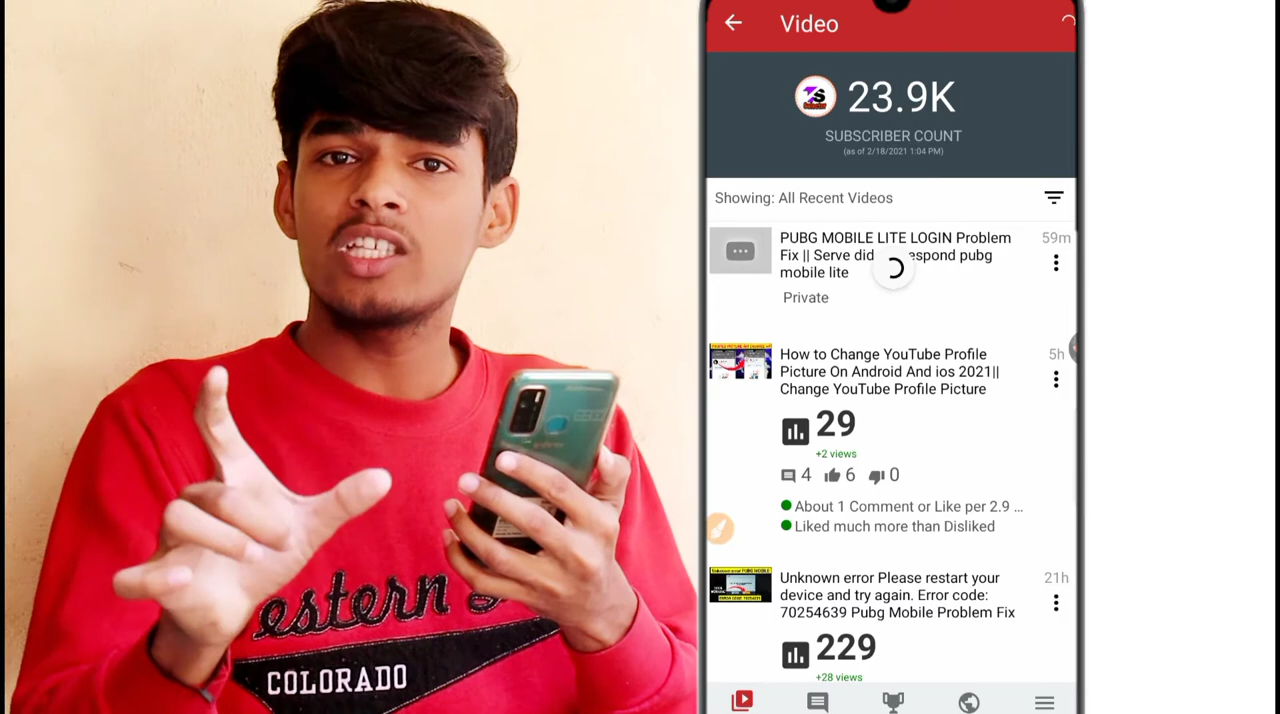 Video
23.9K
SUBSCRIBER COUNT
(as of 2/18/2021 1:04 PM)
Showing: All Recent Videos
PUBG MOBILE LITE LOGIN Problem
59m
Fix || Serve did espond pubg
mobile lite
Private
How to Change YouTube Profile
5h
Picture On Android And ios 2021||
Change YouTube Profile Picture
29
+2 views
4 6 0
About 1 Comment or Like per 2.9 ...
Liked much more than Disliked
Unknown error Please restart your
21h
device and try again. Error code:
70254639 Pubg Mobile Problem Fix
229
+28 views
estern
COLORADO